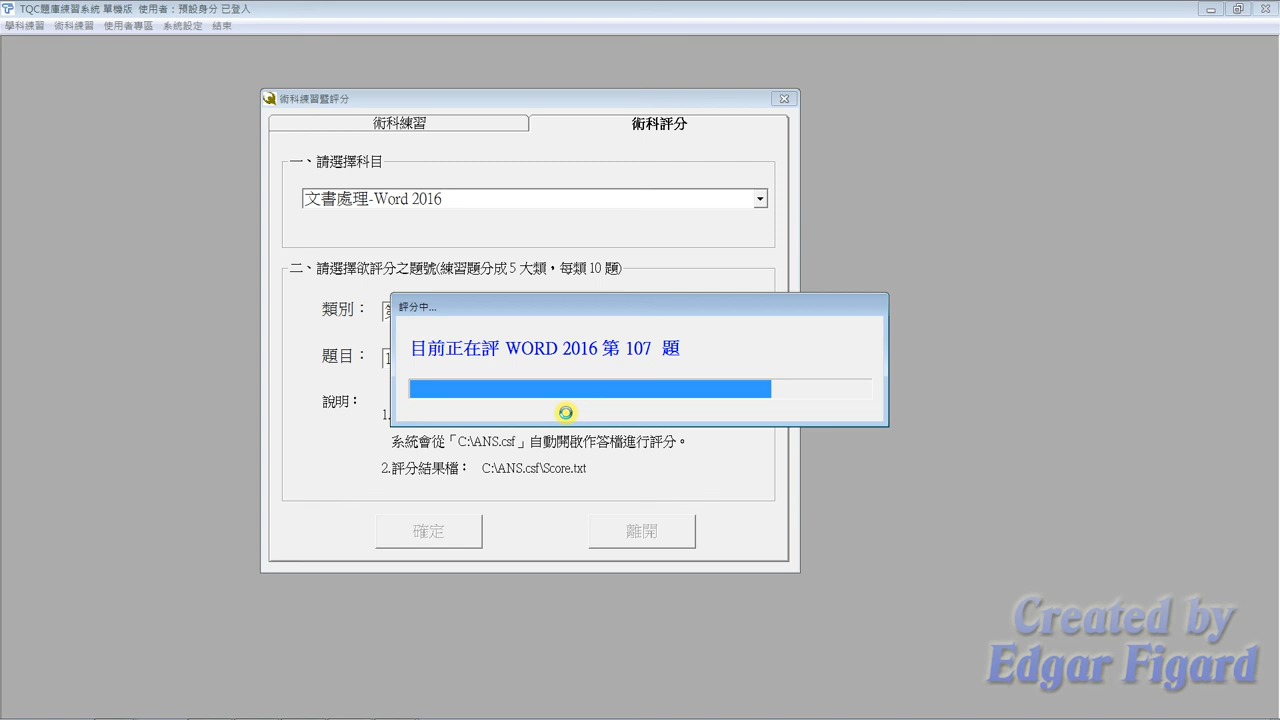 TQC題庫練習系統 單機版 使用者：預設身分 已登入
學科練習 術科練習 使用者專區 系統設定 結束
術科練習暨評分
術科練習 術科評分
一、請選擇科目
文書處理-Word 2016
二、請選擇欲評分之題號(練習題分成 5 大類，每類 10 題)
類別：
評分中...
目前正在評 WORD 2016 第 107 題
題目：
說明：
1.
系統會從「C:\ANS.csf」自動開啟作答檔進行評分。
2.評分結果檔： C:\ANS.csf\Score.txt
確定 離開
Created by
Edgar Figard